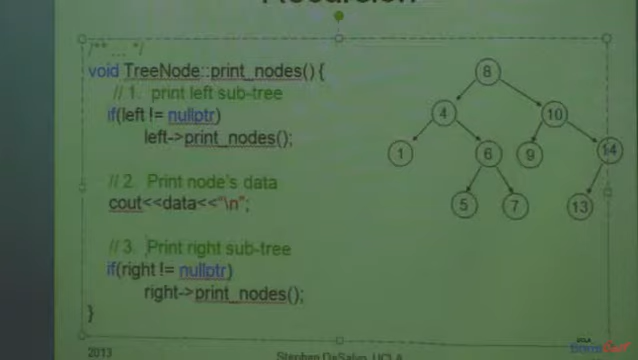 Recursion
/** ... */
void TreeNode::print_nodes() {
// 1. print left sub-tree
if(left != nullptr)
left->print_nodes();
// 2. Print node's data
cout<<data<<"\n";
// 3. Print right sub-tree
if(right != nullptr)
right->print_nodes();
}
8
4
10
1
6
9
14
5
7
13
2013
UCLA